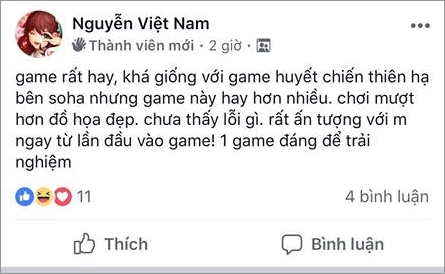 Nguyễn Việt Nam
Thành viên mới · 2 giờ ·
game rất hay, khá giống với game huyết chiến thiên hạ
bên soha nhưng game này hay hơn nhiều. chơi mượt
hơn đồ họa đẹp. chưa thấy lỗi gì. rất ấn tượng với m
ngay từ lần đầu vào game! 1 game đáng để trải
nghiệm
11
4 bình luận
Thích
Bình luận